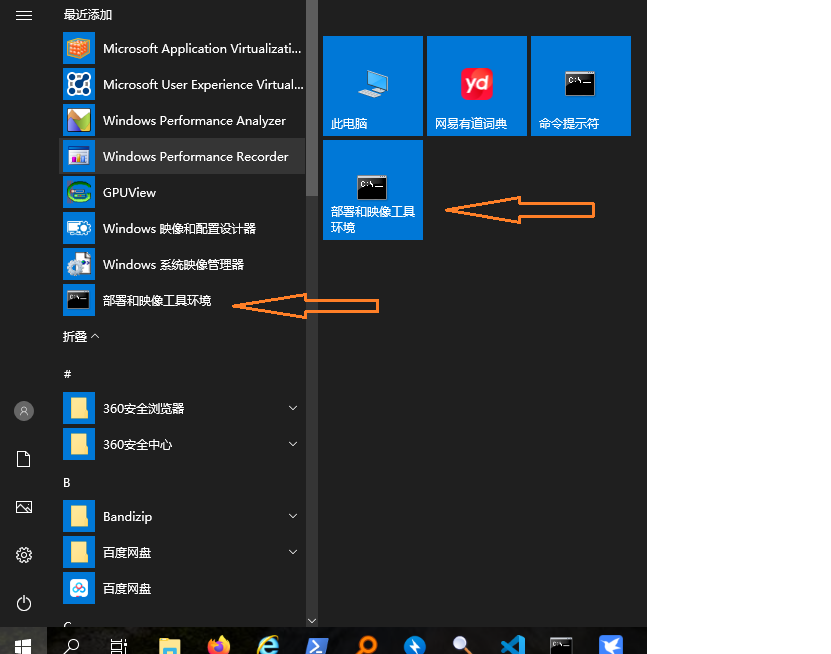 最近添加
Microsoft Application Virtualizati...
Microsoft User Experience Virtual...
Windows Performance Analyzer
Windows Performance Recorder
GPUView
Windows 映像和配置设计器
Windows 系统映像管理器
部署和映像工具环境
折叠
#
360安全浏览器
360安全中心
B
Bandizip
百度网盘
百度网盘
C
此电脑
yd
网易有道词典
C:\_
命令提示符
C:\_
部署和映像工具
环境